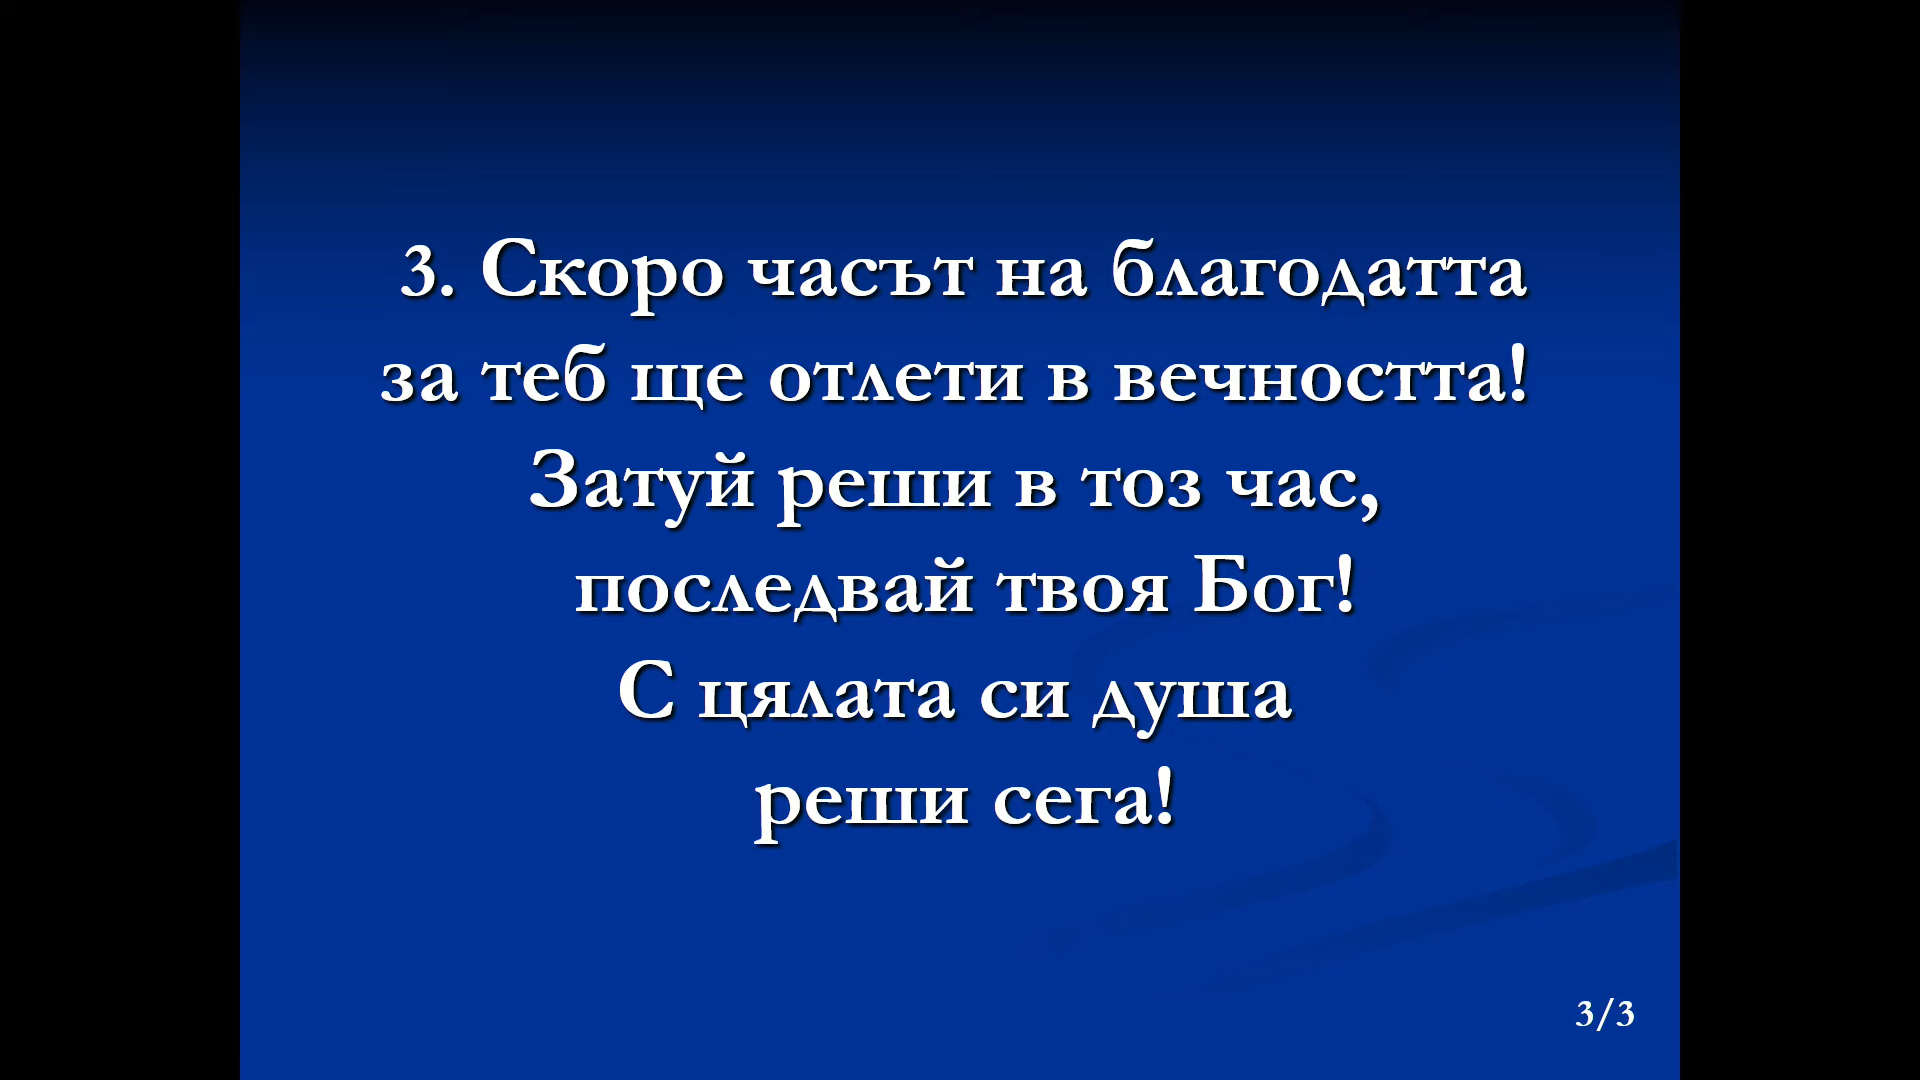 3. Скоро часът на благодатта
за теб ще отлети в вечността!
Затуй реши в тоз час,
последвай твоя Бог!
С цялата си душа
реши сега!
3/3